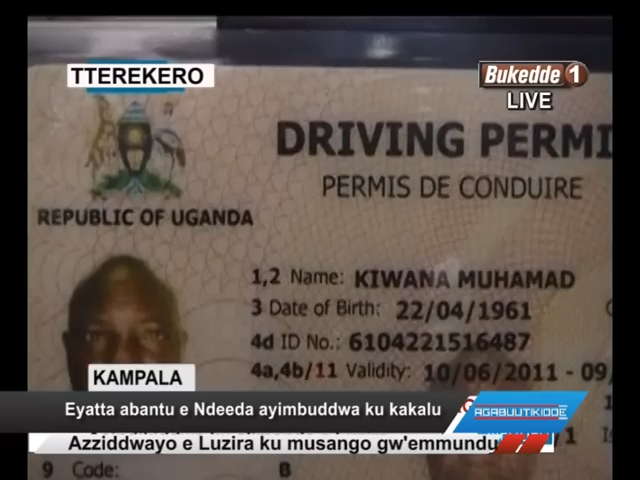 TTEREKERO
Bukedde 1
LIVE
DRIVING PERMI
PERMIS DE CONDUIRE
REPUBLIC OF UGANDA
1,2 Name: KIWANA MUHAMAD
3 Date of Birth: 22/04/1961
4d ID No.: 6104221516487
4a,4b/11 Validity: 10/06/2011 - 09/
KAMPALA
Eyatta abantu e Ndeeda ayimbuddwa ku kakalu
AGABUUTIKIDDE
Azziddwayo e Luzira ku musango gw'emmundu
9 Code: B